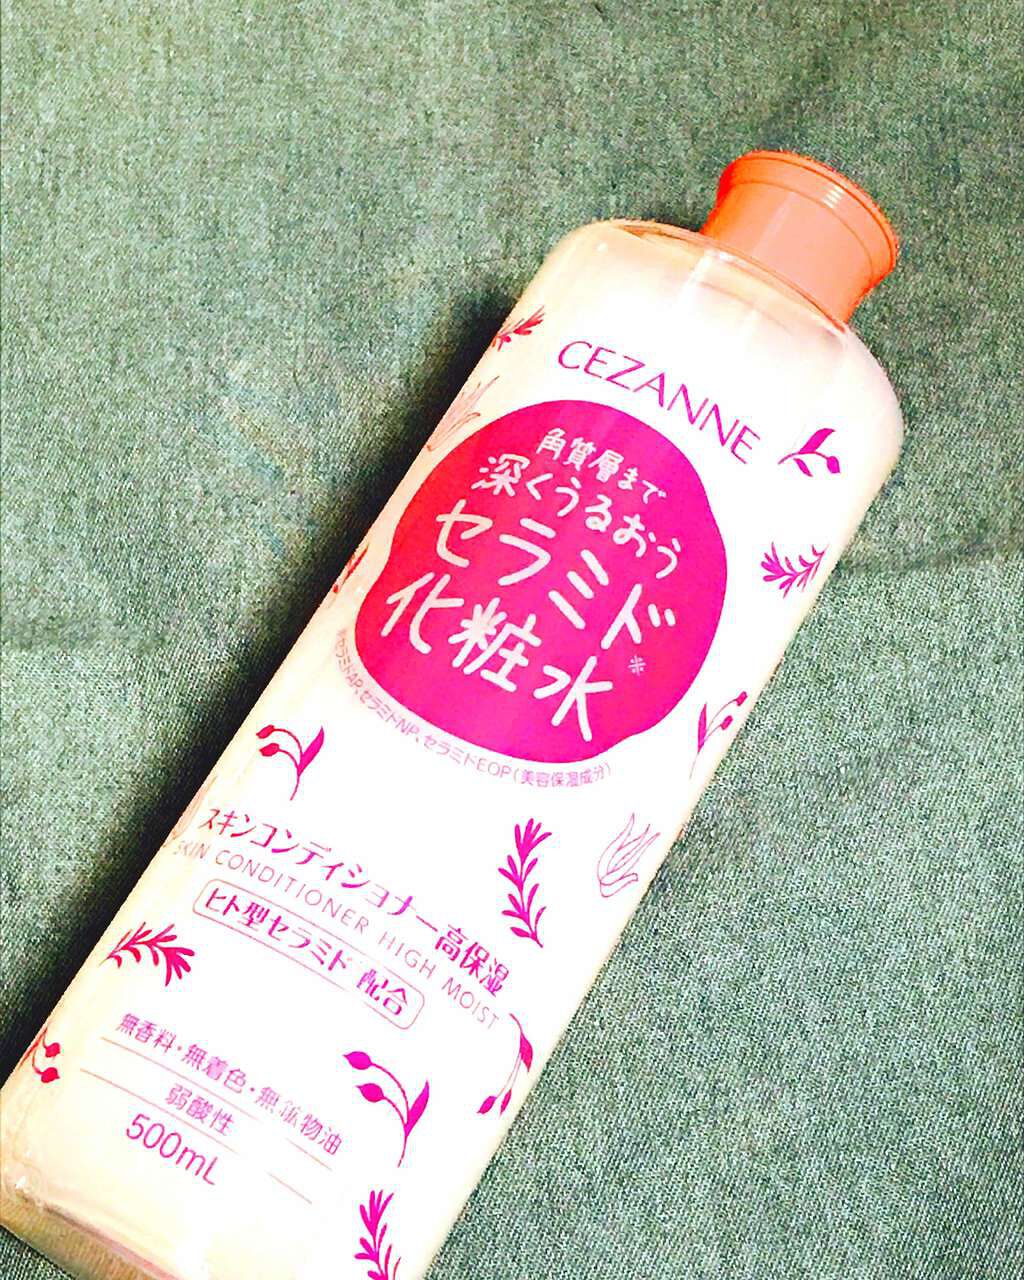 CEZANNE
角質層まで
深くうるおう
セラミド
化粧水※
※セラミドAP、セラミドNP、セラミドEOP(美容保湿成分)
スキンコンディショナー高保湿
SKIN CONDITIONER HIGH MOIST
ヒト型セラミド 配合
無香料・無着色・無鉱物油
弱酸性
500mL